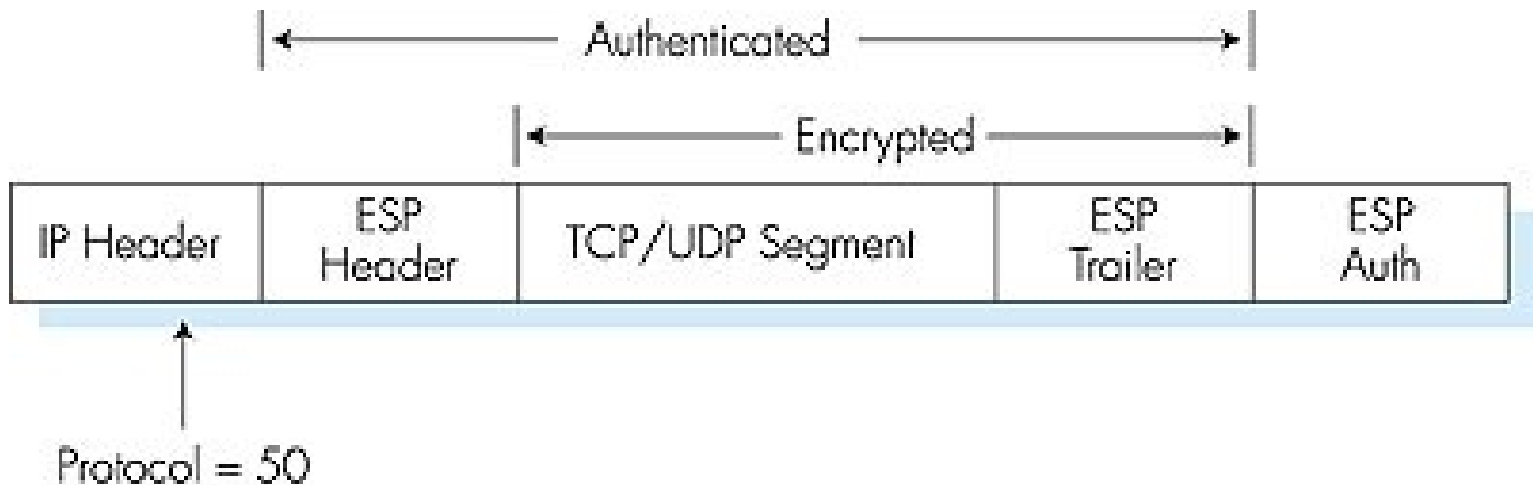 Authenticated
Encrypted
IP Header
ESP
Header
TCP/UDP Segment
ESP
Trailer
ESP
Auth
Protocol = 50